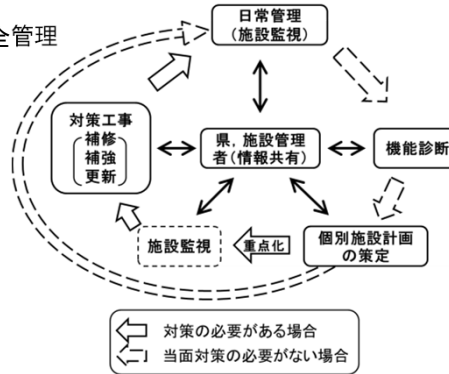 全管理
日常管理
(施設監視)
対策工事
補修
補強
更新
県，施設管理
者(情報共有)
機能診断
施設監視
重点化
個別施設計画
の策定
対策の必要がある場合
当面対策の必要がない場合